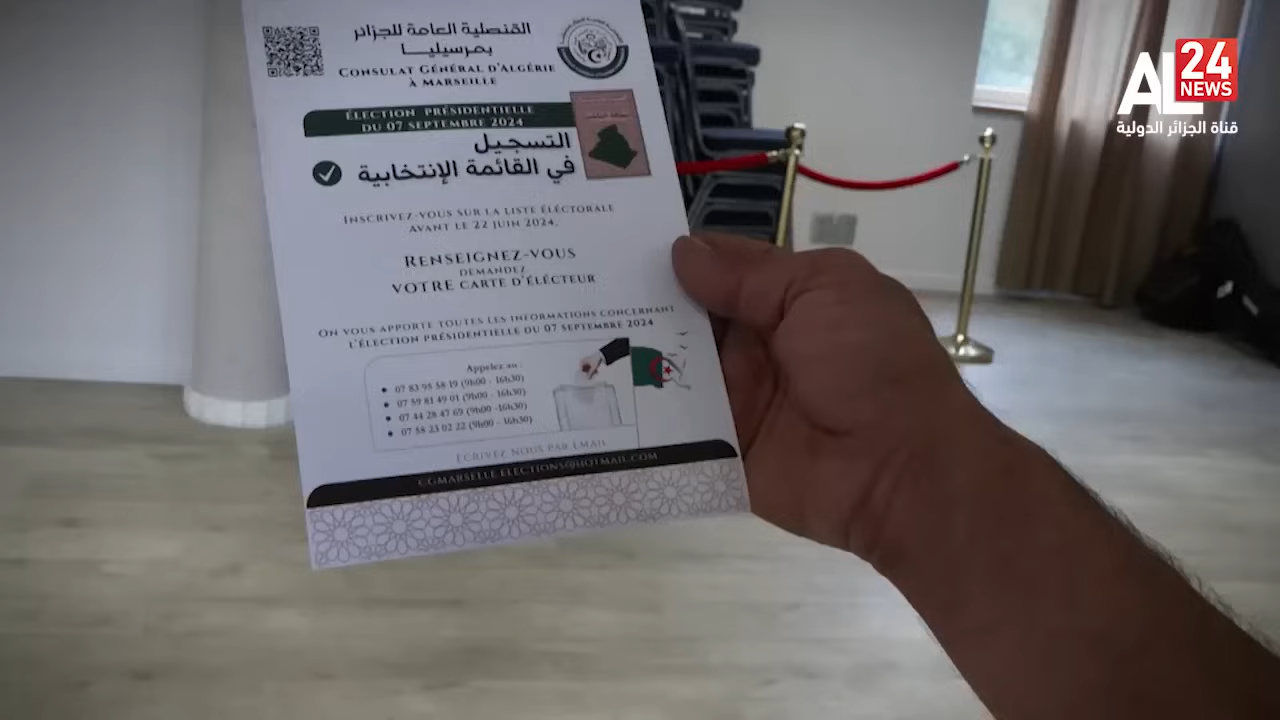 القنصلية العامة للجزائر
بمرسيليا
CONSULAT GÉNÉRAL D'ALGÉRIE
À MARSEILLE
ÉLECTION PRÉSIDENTIELLE
DU 07 SEPTEMBRE 2024
التسجيل
في القائمة الإنتخابية
INSCRIVEZ-VOUS SUR LA LISTE ÉLÉCTORALE
AVANT LE 22 JUIN 2024.
RENSEIGNEZ-VOUS
DEMANDEZ
VOTRE CARTE D'ÉLÉCTEUR
ON VOUS APPORTE TOUTES LES INFORMATIONS CONCERNANT
L'ÉLECTION PRÉSIDENTIELLE DU 07 SEPTEMBRE 2024
Appelez au :
• 07 83 95 58 19 (9h00 - 16h30)
• 07 59 81 49 01 (9h00 - 16h30)
• 07 44 28 47 69 (9h00 -16h30)
• 07 58 23 02 22 (9h00 - 16h30)
ECRIVEZ NOUS PAR EMAIL
CGMARSELLE.ELECTIONS@HOTMAIL.COM
AL 24
NEWS
قناة الجزائر الدولية